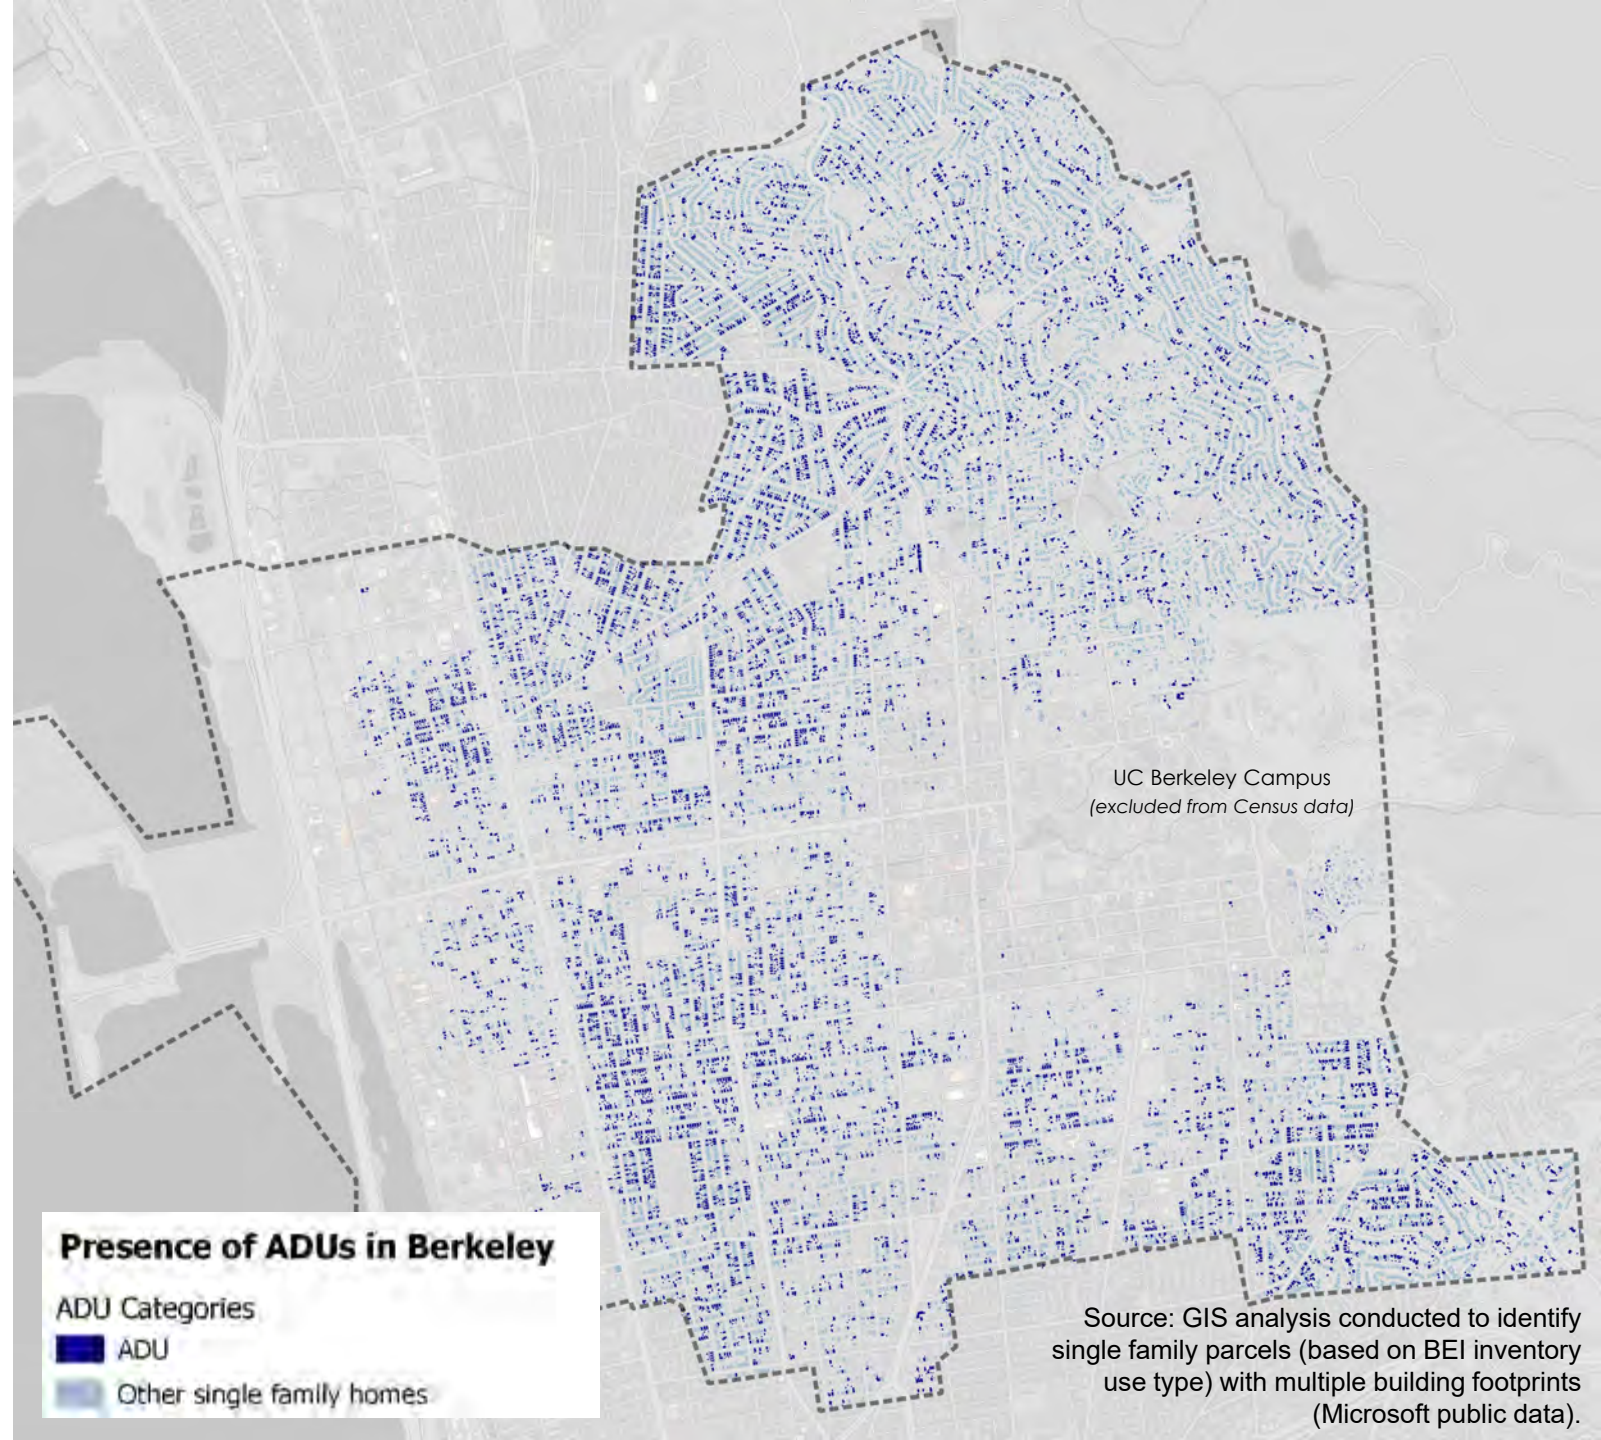 UC Berkeley Campus
(excluded from Census data)
Presence of ADUs in Berkeley
ADU Categories
ADU
Other single family homes
Source: GIS analysis conducted to identify
single family parcels (based on BEI inventory
use type) with multiple building footprints
(Microsoft public data).